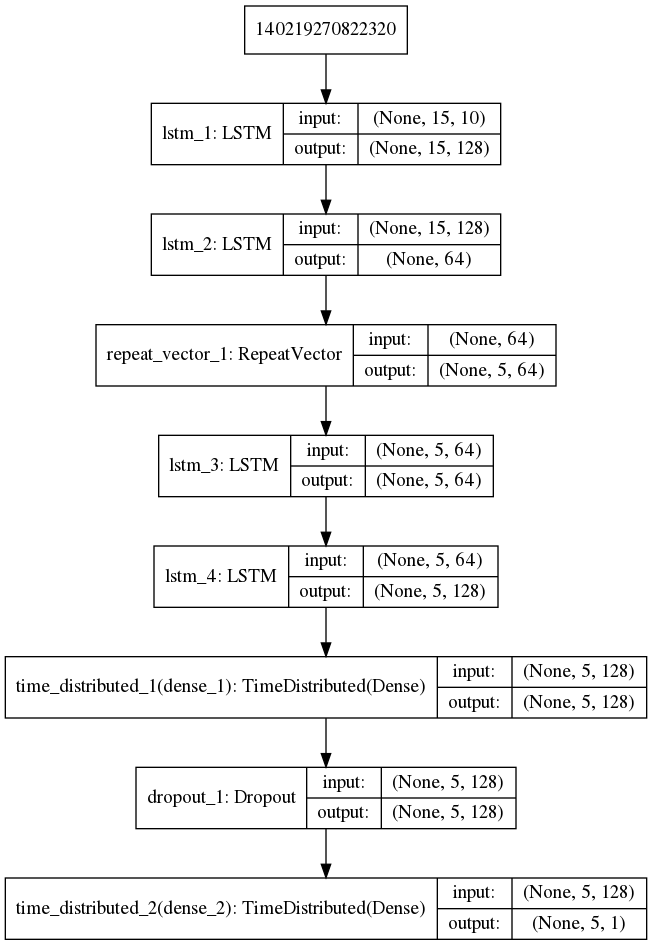 140219270822320
lstm_1: LSTM
input: (None, 15, 10)
output: (None, 15, 128)
lstm_2: LSTM
input: (None, 15, 128)
output: (None, 64)
repeat_vector_1: RepeatVector
input: (None, 64)
output: (None, 5, 64)
lstm_3: LSTM
input: (None, 5, 64)
output: (None, 5, 64)
lstm_4: LSTM
input: (None, 5, 64)
output: (None, 5, 128)
time_distributed_1(dense_1): TimeDistributed(Dense)
input: (None, 5, 128)
output: (None, 5, 128)
dropout_1: Dropout
input: (None, 5, 128)
output: (None, 5, 128)
time_distributed_2(dense_2): TimeDistributed(Dense)
input: (None, 5, 128)
output: (None, 5, 1)